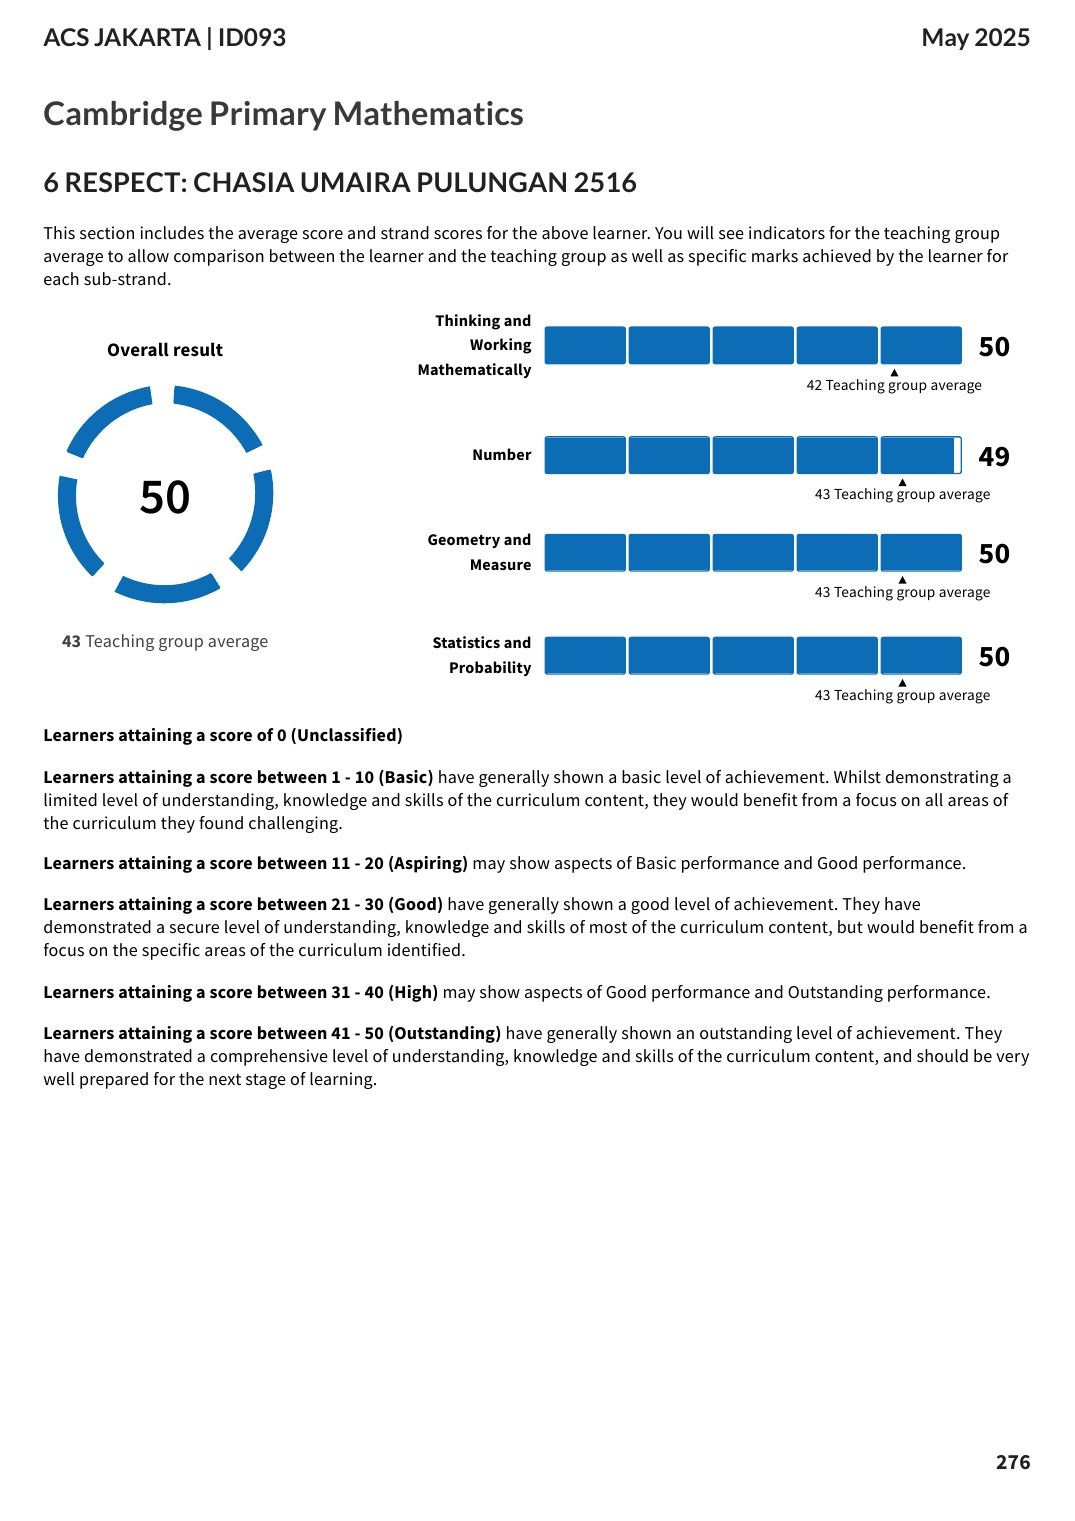 ACS JAKARTA | ID093
May 2025
Cambridge Primary Mathematics
6 RESPECT: CHASIA UMAIRA PULUNGAN 2516
This section includes the average score and strand scores for the above learner. You will see indicators for the teaching group
average to allow comparison between the learner and the teaching group as well as specific marks achieved by the learner for
each sub-strand.
Overall result
50
43 Teaching group average
Thinking and
Working
Mathematically
50
42 Teaching group average
Number
49
43 Teaching group average
Geometry and
Measure
50
43 Teaching group average
Statistics and
Probability
50
43 Teaching group average
Learners attaining a score of 0 (Unclassified)
Learners attaining a score between 1 - 10 (Basic) have generally shown a basic level of achievement. Whilst demonstrating a
limited level of understanding, knowledge and skills of the curriculum content, they would benefit from a focus on all areas of
the curriculum they found challenging.
Learners attaining a score between 11 - 20 (Aspiring) may show aspects of Basic performance and Good performance.
Learners attaining a score between 21 - 30 (Good) have generally shown a good level of achievement. They have
demonstrated a secure level of understanding, knowledge and skills of most of the curriculum content, but would benefit from a
focus on the specific areas of the curriculum identified.
Learners attaining a score between 31 - 40 (High) may show aspects of Good performance and Outstanding performance.
Learners attaining a score between 41 - 50 (Outstanding) have generally shown an outstanding level of achievement. They
have demonstrated a comprehensive level of understanding, knowledge and skills of the curriculum content, and should be very
well prepared for the next stage of learning.
276